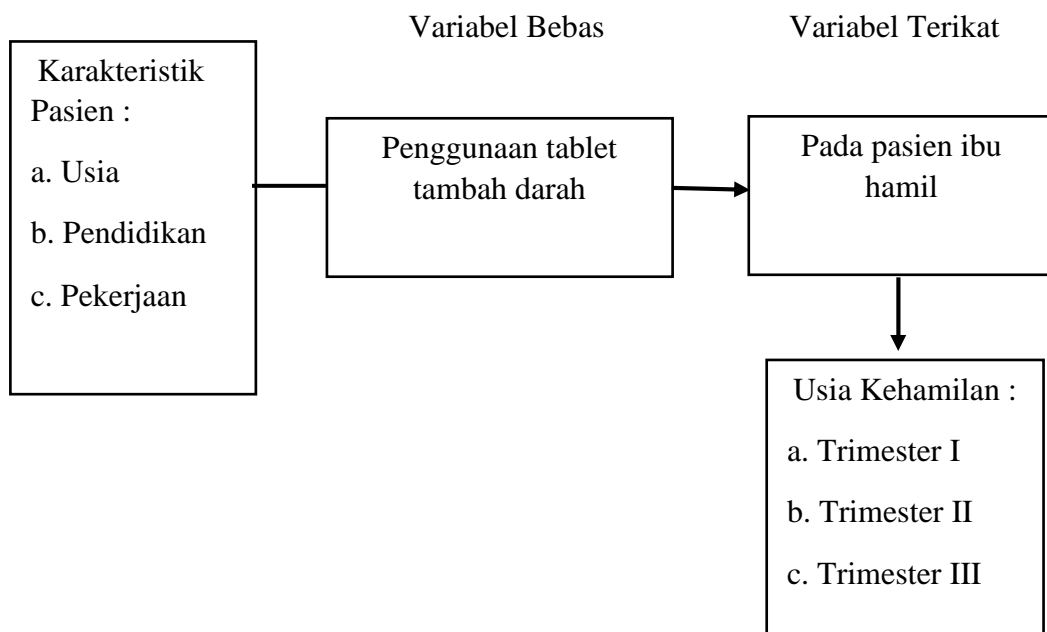 Variabel Bebas
Variabel Terikat
Karakteristik
Pasien :
a. Usia
b. Pendidikan
c. Pekerjaan
Penggunaan tablet
tambah darah
Pada pasien ibu
hamil
Usia Kehamilan :
a. Trimester I
b. Trimester II
c. Trimester III